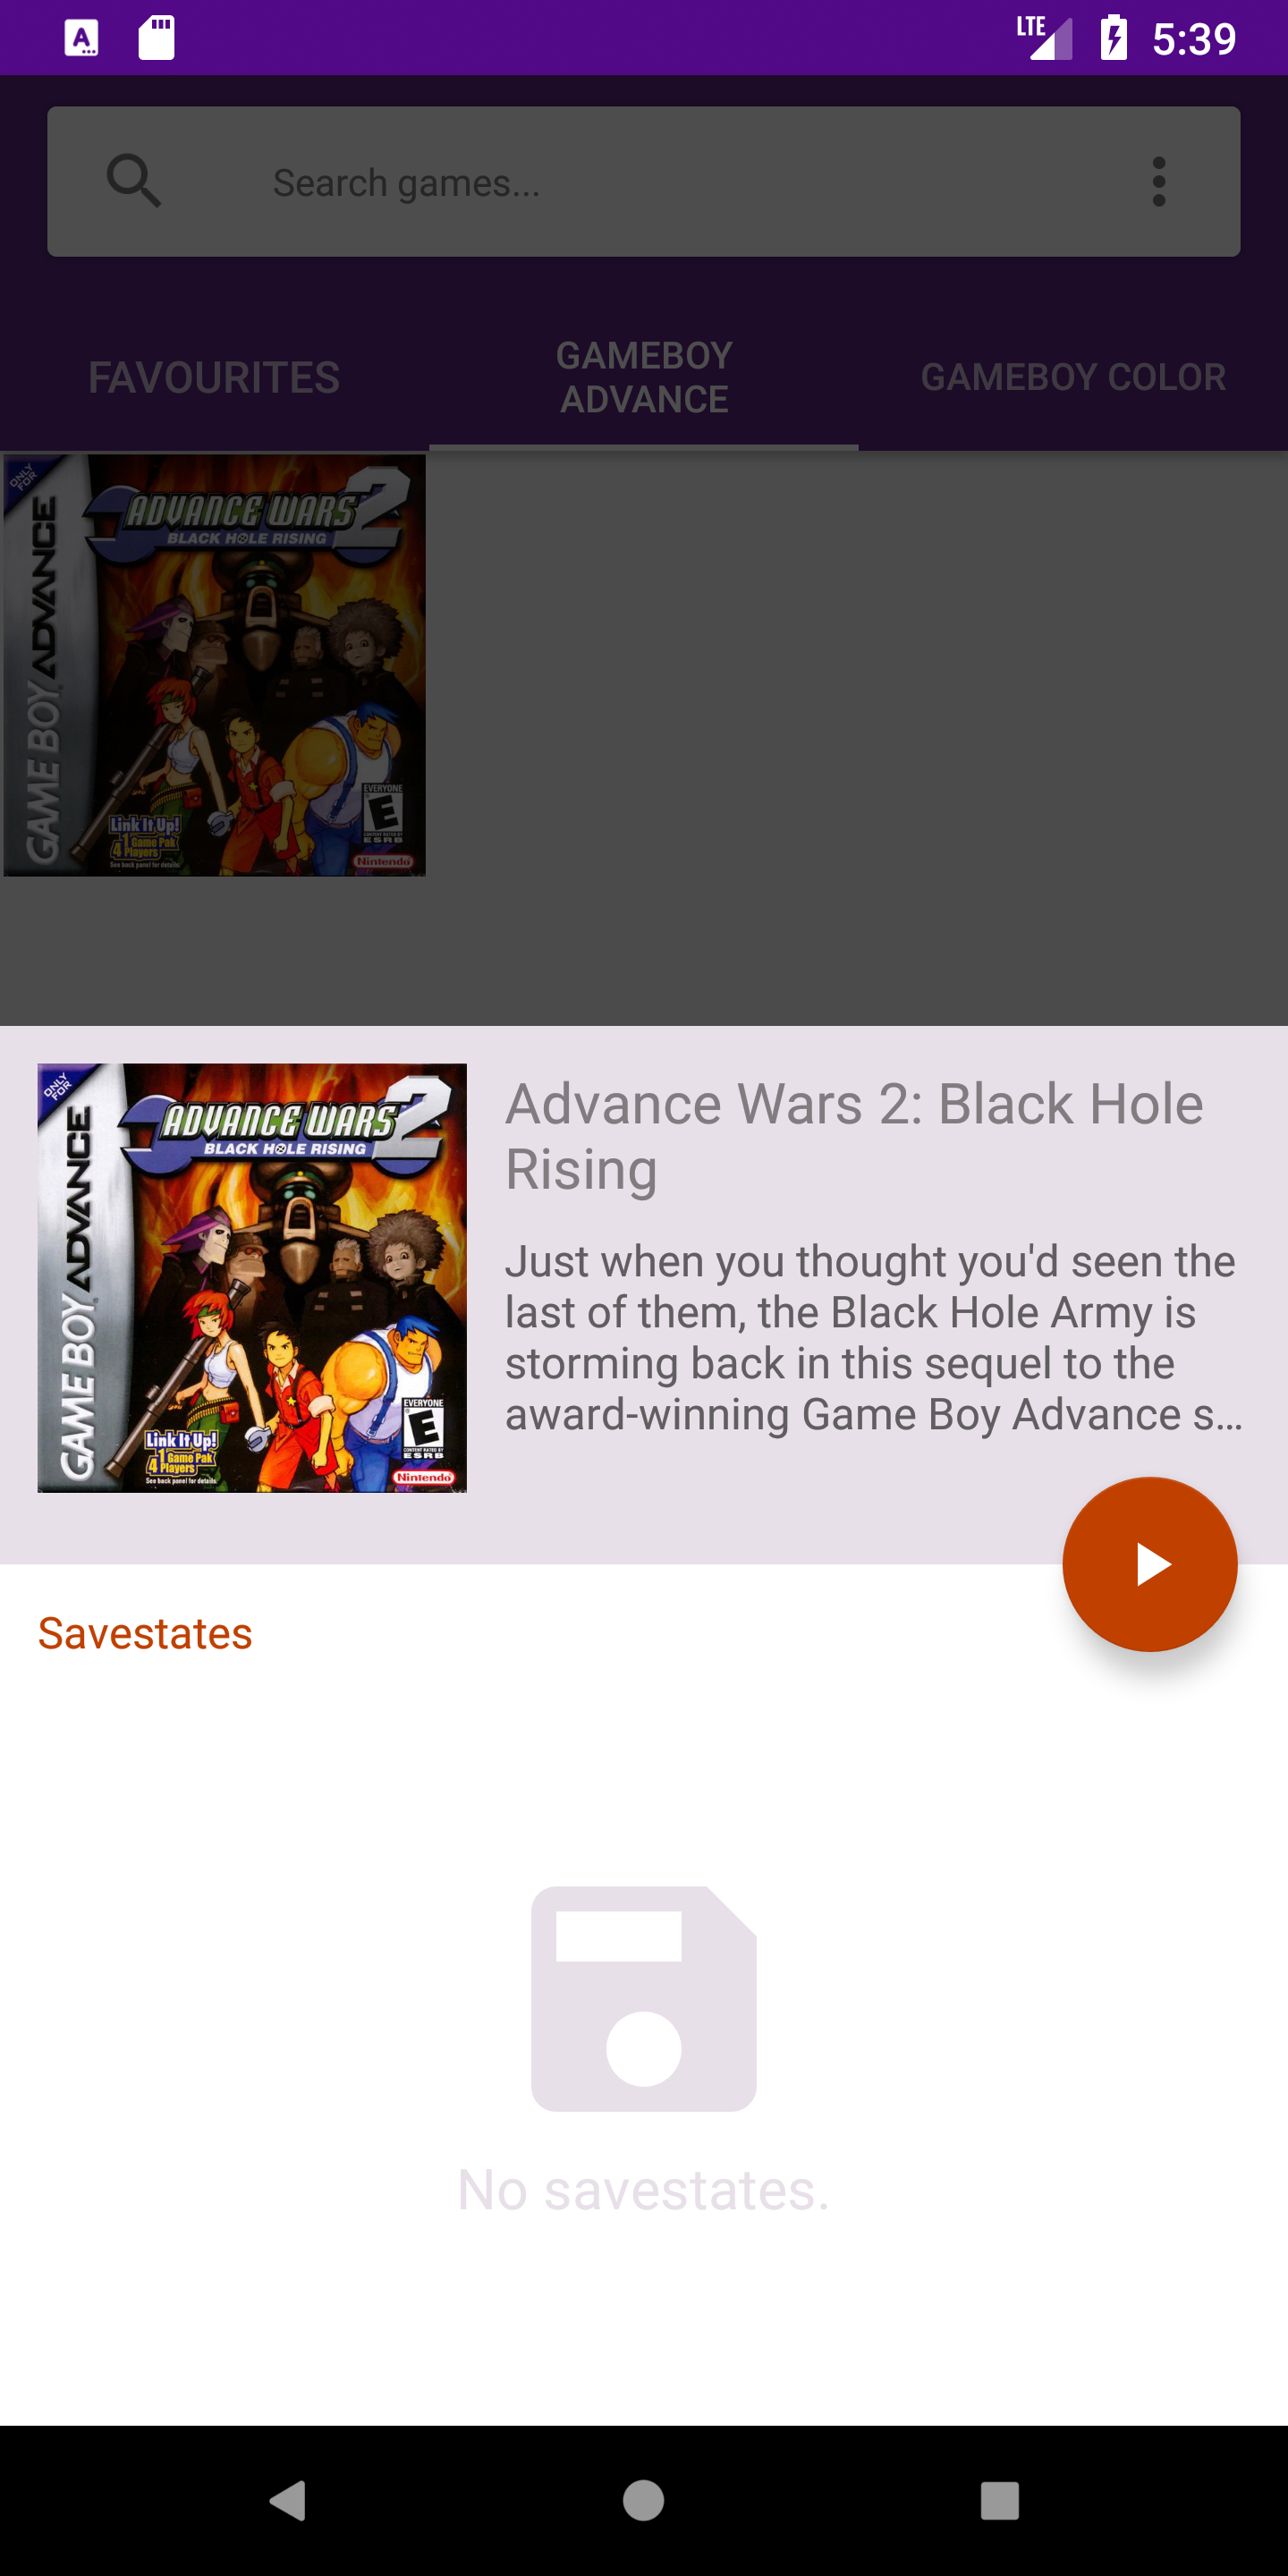 5:39
LTE
Search games...
FAVOURITES
GAMEBOY
ADVANCE
GAMEBOY COLOR
ONLY
FOR
GAME BOY ADVANCE
ADVANCE WARS 2
BLACK HOLE RISING
Link It Up!
1 Game Pak
4 Players
See back panel for details.
EVERYONE
E
CONTENT RATED BY
ESRB
Nintendo
ONLY
FOR
GAME BOY ADVANCE
ADVANCE WARS 2
BLACK HOLE RISING
Link It Up!
1 Game Pak
4 Players
See back panel for details.
EVERYONE
E
CONTENT RATED BY
ESRB
Nintendo
Advance Wars 2: Black Hole
Rising
Just when you thought you'd seen the
last of them, the Black Hole Army is
storming back in this sequel to the
award-winning Game Boy Advance s...
Savestates
No savestates.